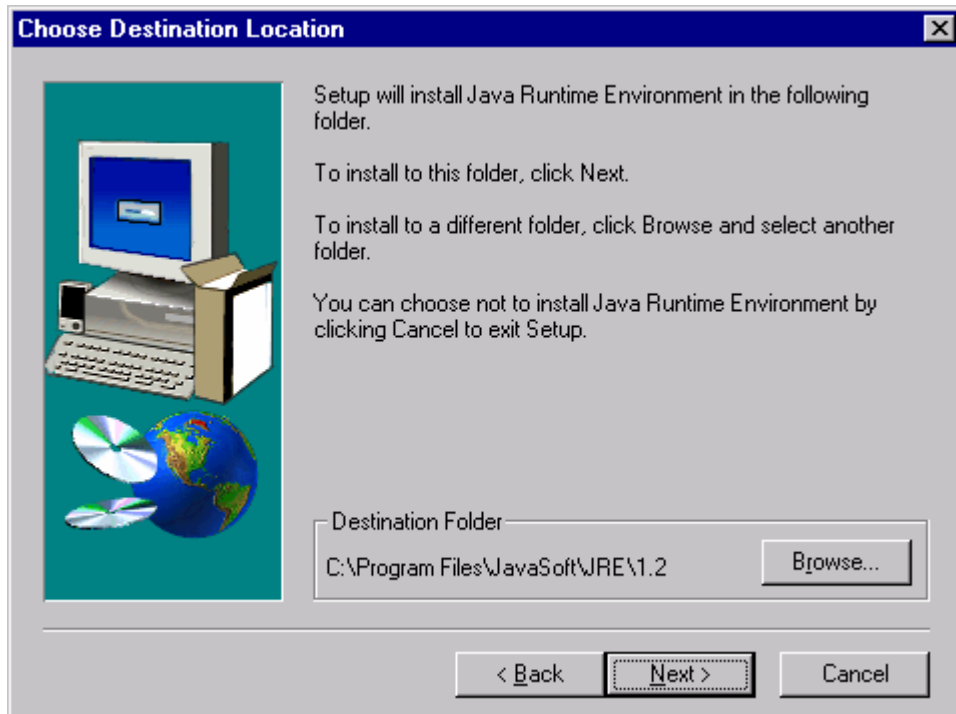 Choose Destination Location
Setup will install Java Runtime Environment in the following
folder.
To install to this folder, click Next.
To install to a different folder, click Browse and select another
folder.
You can choose not to install Java Runtime Environment by
clicking Cancel to exit Setup.
Destination Folder
C:\Program Files\JavaSoft\JRE\1.2
Browse...
< Back
Next >
Cancel